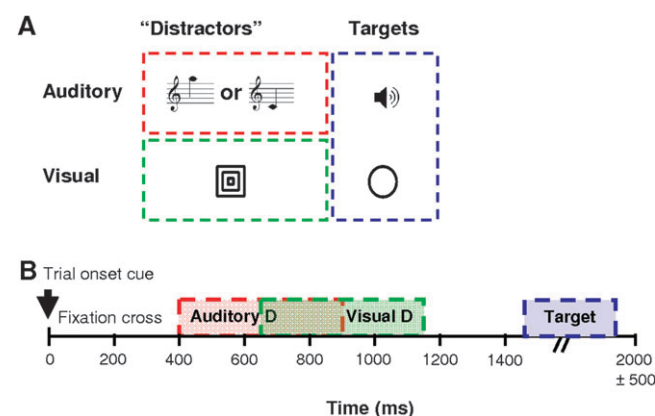 A
“Distractors” Targets
Auditory or
Visual
B Trial onset cue
Fixation cross Auditory D Visual D Target
0 200 400 600 800 1000 1200 1400 2000
± 500
Time (ms)